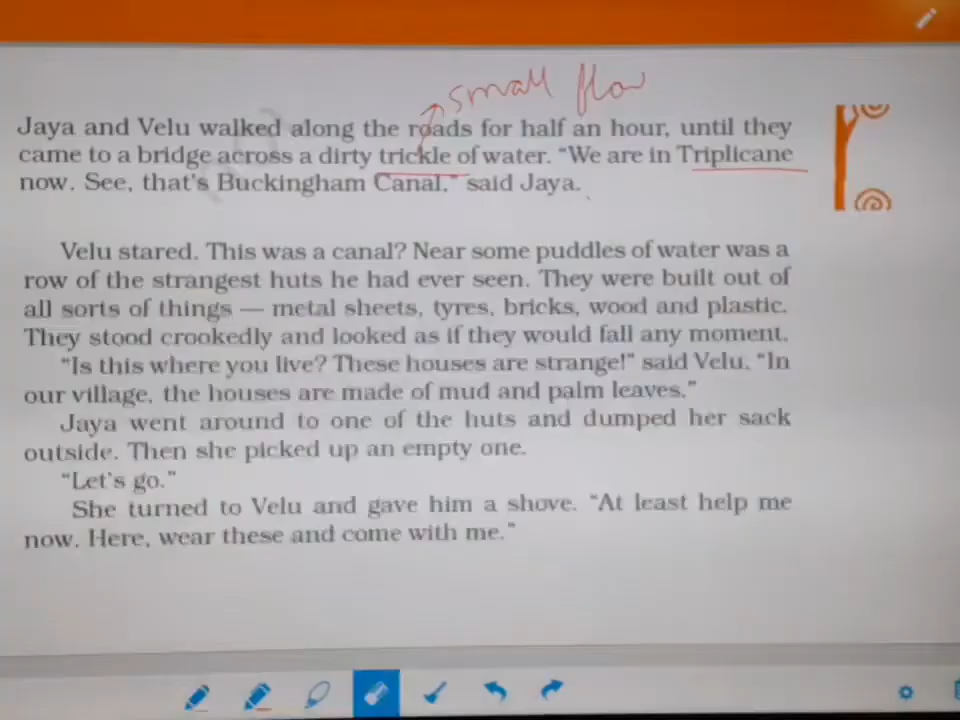 small flow
Jaya and Velu walked along the roads for half an hour, until they
came to a bridge across a dirty trickle of water. “We are in Triplicane
now. See, that's Buckingham Canal,” said Jaya.
Velu stared. This was a canal? Near some puddles of water was a
row of the strangest huts he had ever seen. They were built out of
all sorts of things — metal sheets, tyres, bricks, wood and plastic.
They stood crookedly and looked as if they would fall any moment.
“Is this where you live? These houses are strange!” said Velu. “In
our village, the houses are made of mud and palm leaves.”
Jaya went around to one of the huts and dumped her sack
outside. Then she picked up an empty one.
“Let's go.”
She turned to Velu and gave him a shove. “At least help me
now. Here, wear these and come with me.”